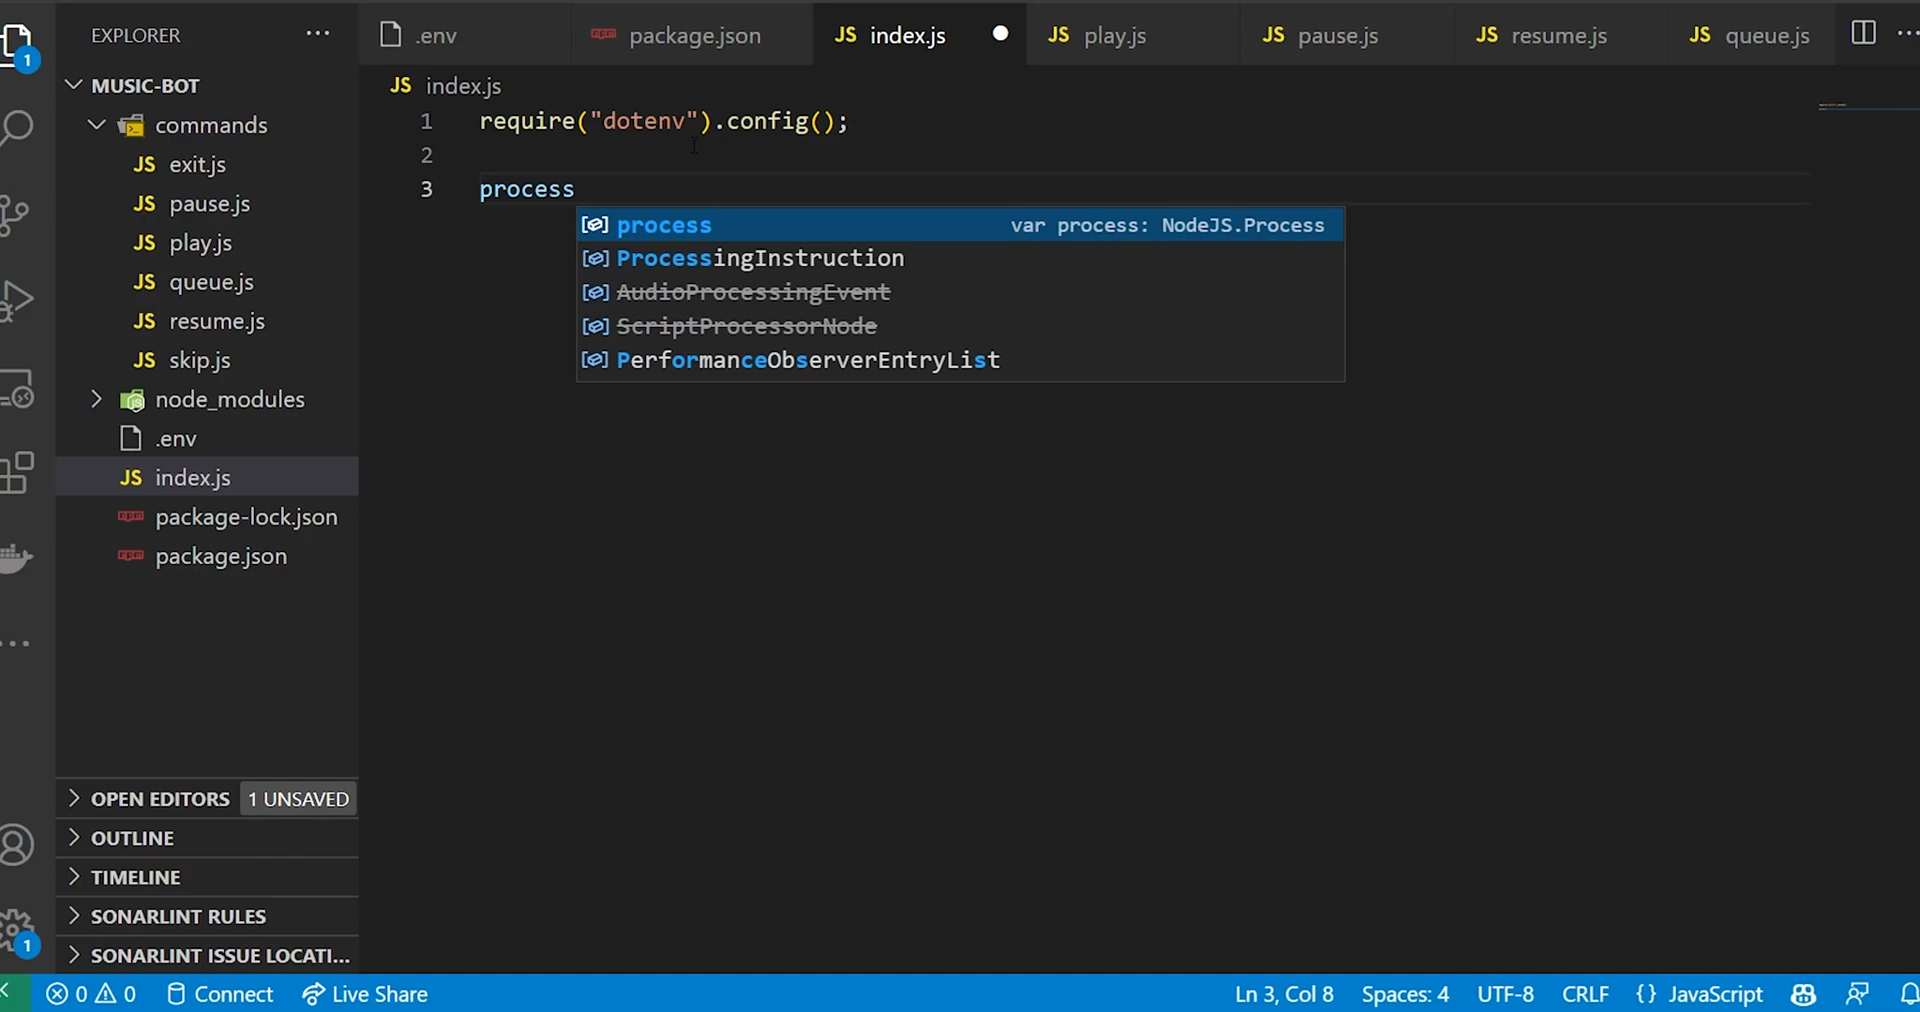 1
EXPLORER
...
.env
package.json
JS index.js
JS play.js
JS pause.js
JS resume.js
JS queue.js
...
MUSIC-BOT
commands
JS exit.js
JS pause.js
JS play.js
JS queue.js
JS resume.js
JS skip.js
node_modules
.env
JS index.js
package-lock.json
package.json
OPEN EDITORS 1 UNSAVED
OUTLINE
TIMELINE
SONARLINT RULES
SONARLINT ISSUE LOCATI...
1
JS index.js
1 require("dotenv").config();
2
3 process
process var process: NodeJS.Process
ProcessingInstruction
AudioProcessingEvent
ScriptProcessorNode
PerformanceObserverEntryList
0 0 Connect Live Share Ln 3, Col 8 Spaces: 4 UTF-8 CRLF {} JavaScript